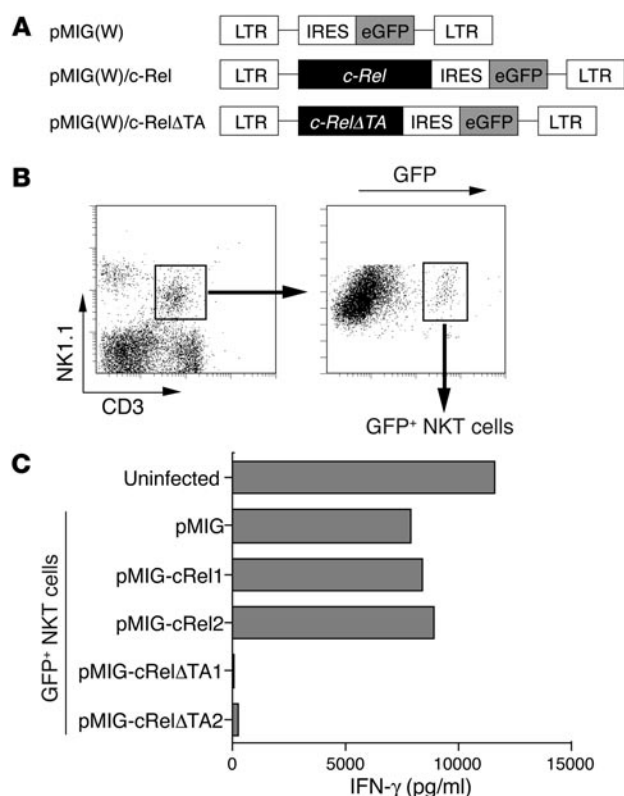 A
pMIG(W)
LTR
IRES
eGFP
LTR
pMIG(W)/c-Rel
LTR
c-Rel
IRES
eGFP
LTR
pMIG(W)/c-RelΔTA
LTR
c-RelΔTA
IRES
eGFP
LTR
B
GFP
NK1.1
CD3
GFP⁺ NKT cells
C
GFP⁺ NKT cells
Uninfected
pMIG
pMIG-cRel1
pMIG-cRel2
pMIG-cRelΔTA1
pMIG-cRelΔTA2
0
5000
10000
15000
IFN-γ (pg/ml)